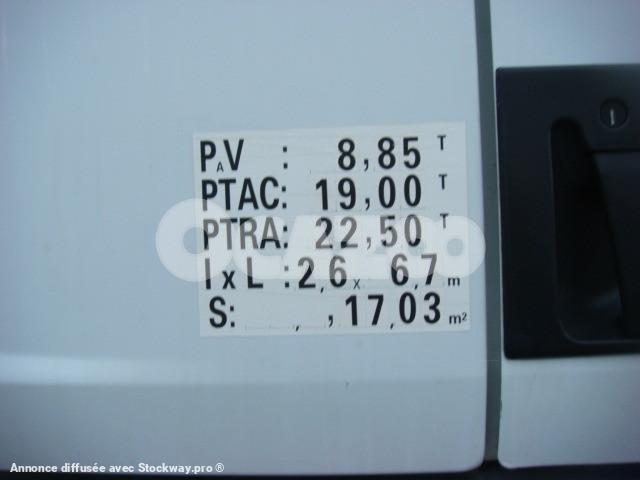 PAV : 8,85 T
PTAC: 19,00 T
PTRA: 22,50 T
l x L : 2,6 x 6,7 m
S: , ,17,03 m²
OCAZOO
Annonce diffusée avec Stockway.pro ®